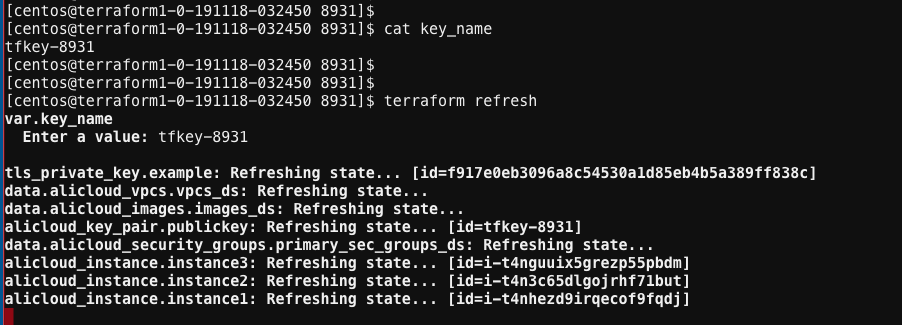 [centos@terraform1-0-191118-032450 8931]$
[centos@terraform1-0-191118-032450 8931]$ cat key_name
tfkey-8931
[centos@terraform1-0-191118-032450 8931]$
[centos@terraform1-0-191118-032450 8931]$
[centos@terraform1-0-191118-032450 8931]$ terraform refresh
var.key_name
  Enter a value: tfkey-8931

tls_private_key.example: Refreshing state... [id=f917e0eb3096a8c54530a1d85eb4b5a389ff838c]
data.alicloud_vpcs.vpcs_ds: Refreshing state...
data.alicloud_images.images_ds: Refreshing state...
alicloud_key_pair.publickey: Refreshing state... [id=tfkey-8931]
data.alicloud_security_groups.primary_sec_groups_ds: Refreshing state...
alicloud_instance.instance3: Refreshing state... [id=i-t4nguuix5grezp55pbdm]
alicloud_instance.instance2: Refreshing state... [id=i-t4n3c65dlgojrhf71but]
alicloud_instance.instance1: Refreshing state... [id=i-t4nhezd9irqecof9fqdj]